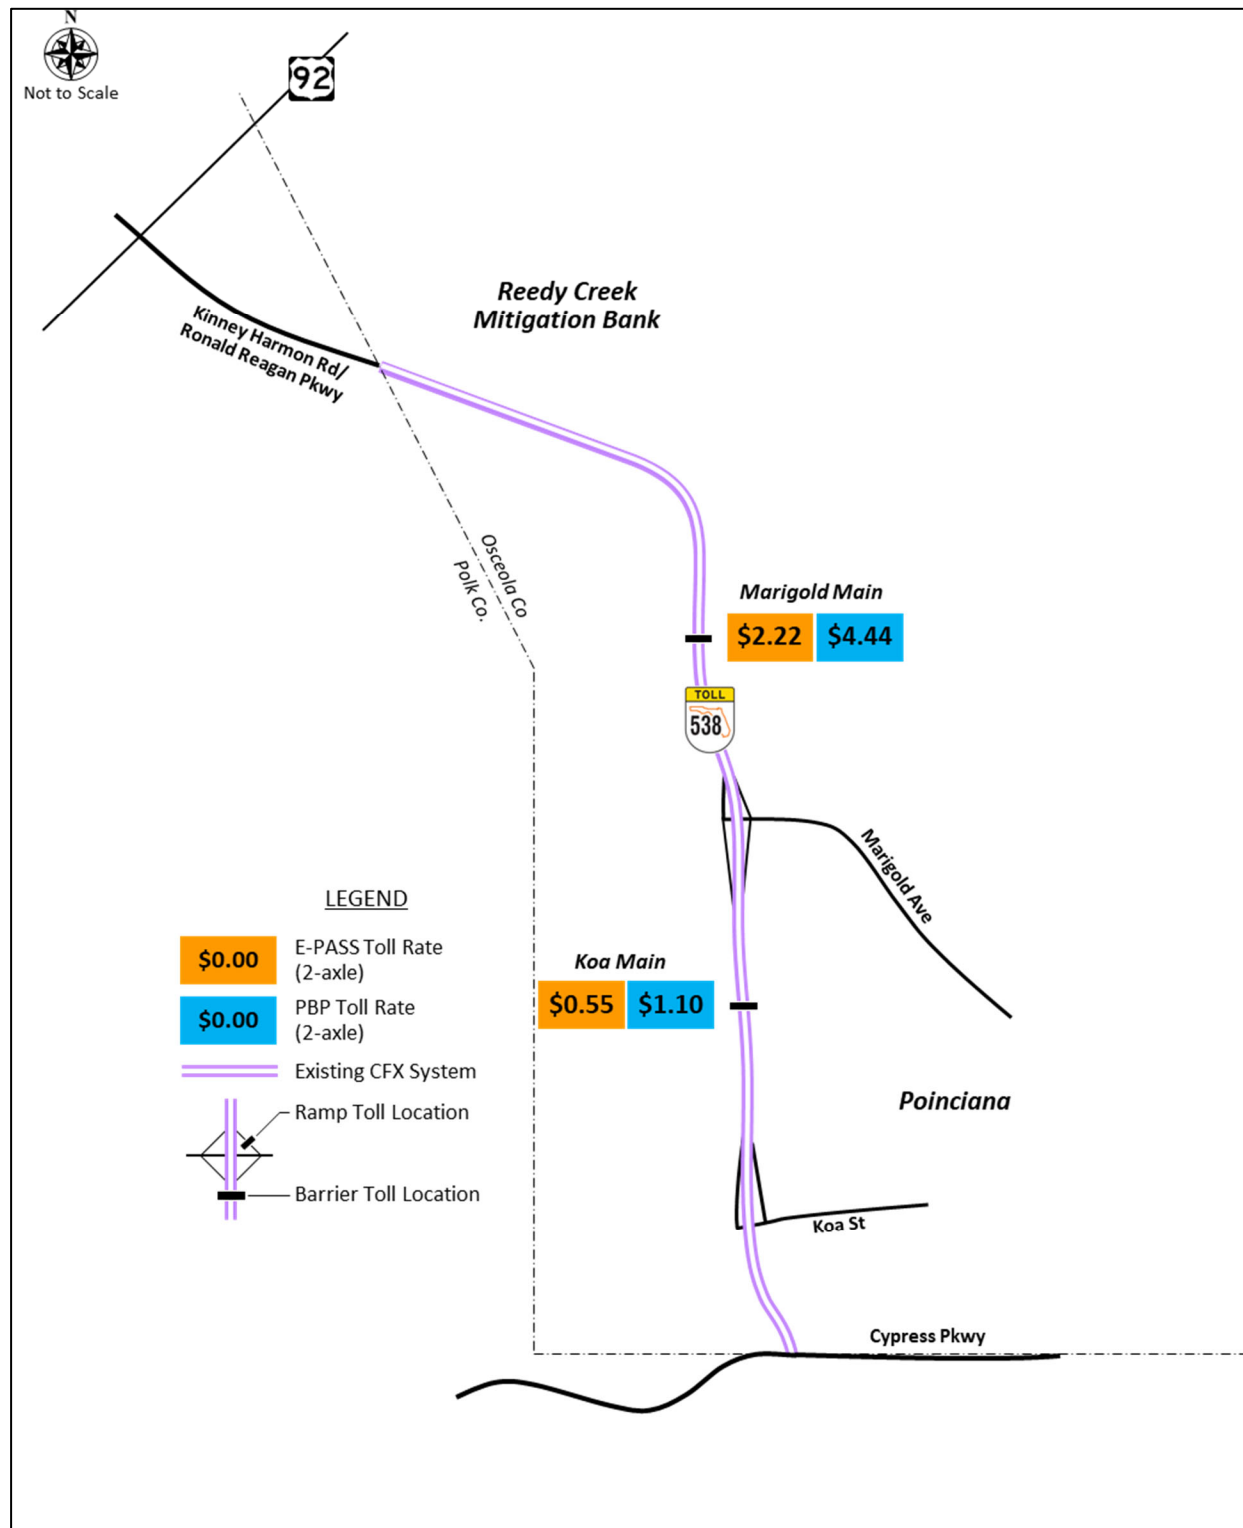 N
Not to Scale
92
Reedy Creek
Mitigation Bank
Kinney Harmon Rd/
Ronald Reagan Pkwy
Osceola Co
Polk Co.
Marigold Main
$2.22 $4.44
TOLL
538
Marigold Ave
LEGEND
$0.00 E-PASS Toll Rate
(2-axle)
$0.00 PBP Toll Rate
(2-axle)
Existing CFX System
Ramp Toll Location
Barrier Toll Location
Koa Main
$0.55 $1.10
Poinciana
Koa St
Cypress Pkwy